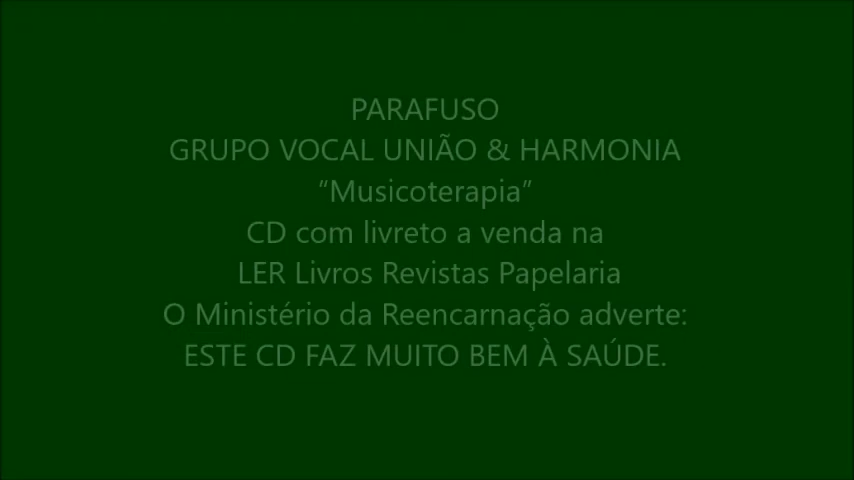 PARAFUSO
GRUPO VOCAL UNIÃO & HARMONIA
“Musicoterapia”
CD com livreto a venda na
LER Livros Revistas Papelaria
O Ministério da Reencarnação adverte:
ESTE CD FAZ MUITO BEM À SAÚDE.